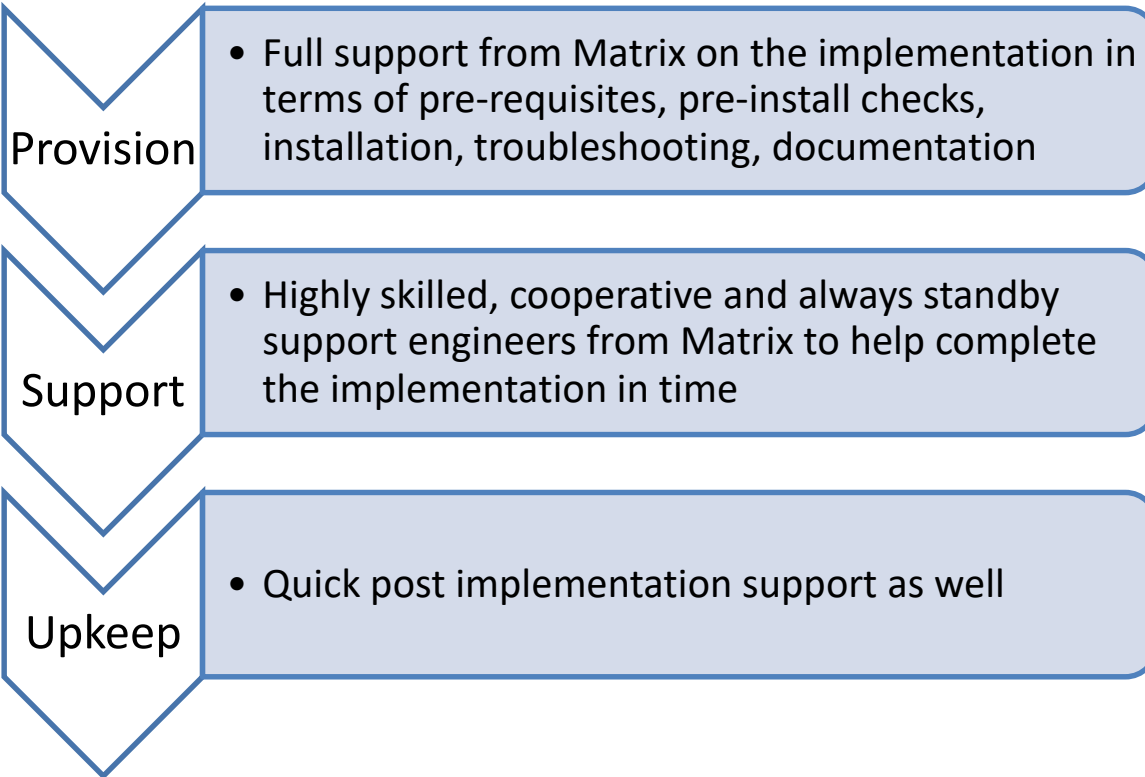 Provision
• Full support from Matrix on the implementation in
terms of pre-requisites, pre-install checks,
installation, troubleshooting, documentation
Support
• Highly skilled, cooperative and always standby
support engineers from Matrix to help complete
the implementation in time
Upkeep
• Quick post implementation support as well